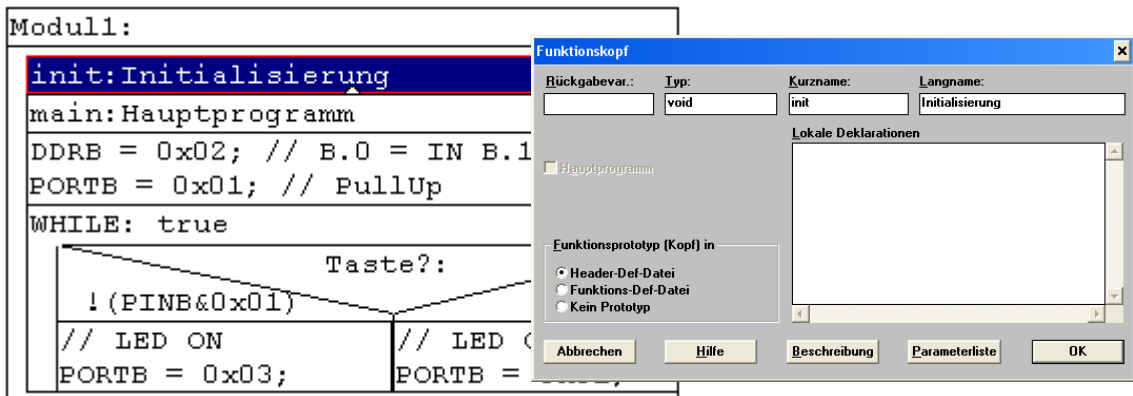 Modul1:
init:Initialisierung
main:Hauptprogramm
DDRB = 0x02; // B.0 = IN B.1
PORTB = 0x01; // PullUp
WHILE: true
Taste?:
!(PINB&0x01)
// LED ON
PORTB = 0x03;
// LED
PORTB =
Funktionskopf
Rückgabevar.: Typ: Kurzname: Langname:
void init Initialisierung
Lokale Deklarationen
Hauptprogramm
Funktionsprototyp (Kopf) in
Header-Def-Datei
Funktions-Def-Datei
Kein Prototyp
Abbrechen Hilfe Beschreibung Parameterliste OK